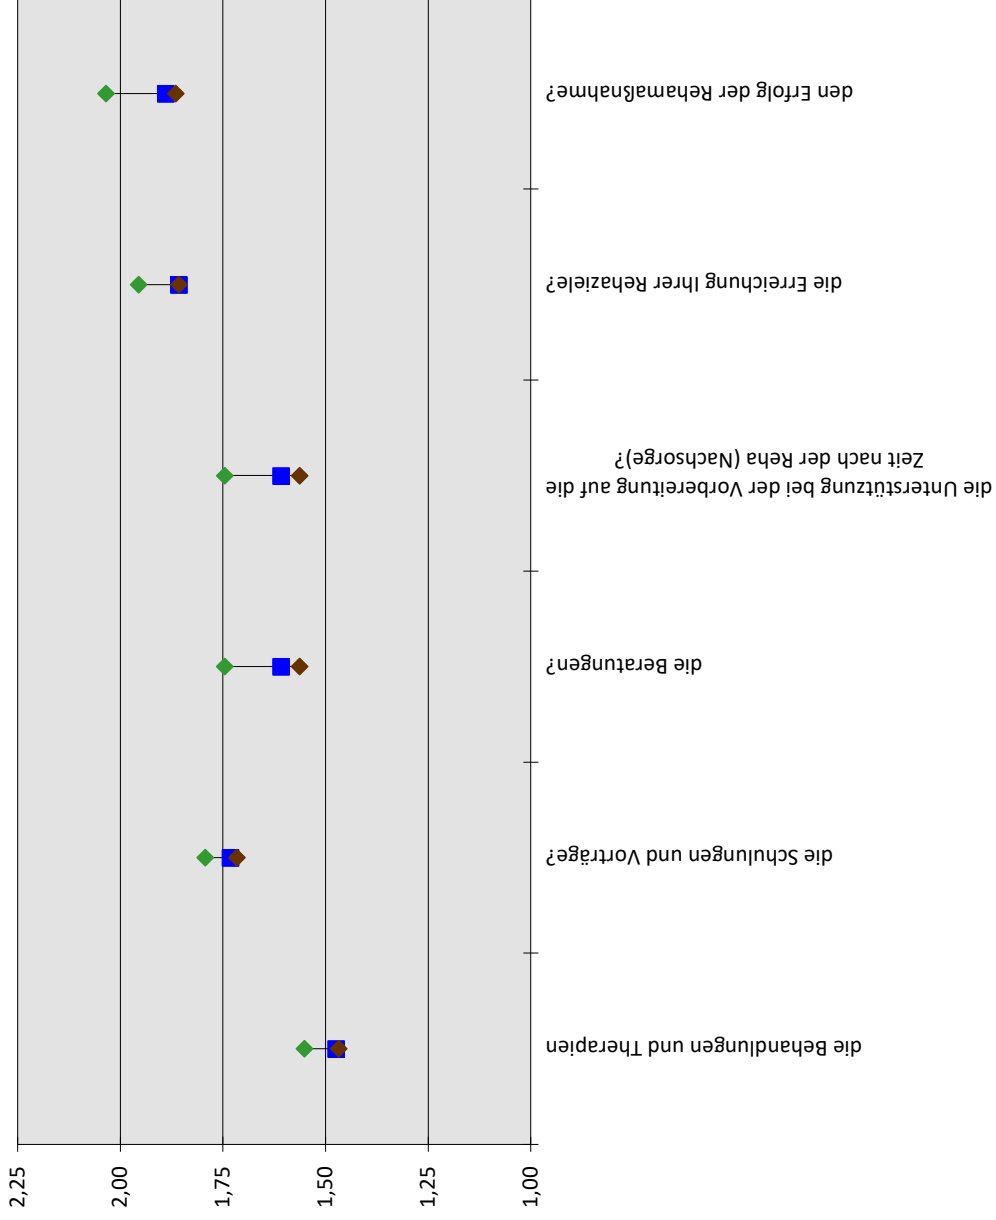 den Erfolg der Rehamaßnahme?
die Erreichung Ihrer Rehaziele?
die Unterstützung bei der Vorbereitung auf die
Zeit nach der Reha (Nachsorge)?
die Beratungen?
die Schulungen und Vorträge?
die Behandlungen und Therapien
2,25
2,00
1,75
1,50
1,25
1,00